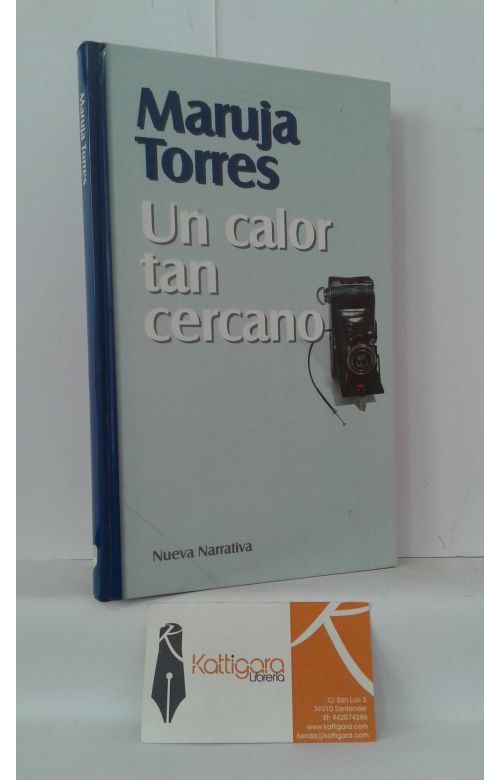 Maruja Torres
Maruja
Torres
Un calor
tan
cercano
Nueva Narrativa
Kattigara
Librería
C/ San Luis 5
39010 Santander
tlf: 942074286
www.kattigara.com
tienda@kattigara.com